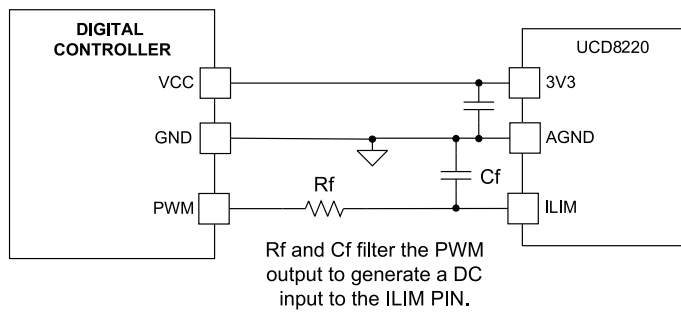 DIGITAL
CONTROLLER
UCD8220
VCC
3V3
GND
AGND
Cf
Rf
PWM
ILIM
Rf and Cf filter the PWM
output to generate a DC
input to the ILIM PIN.